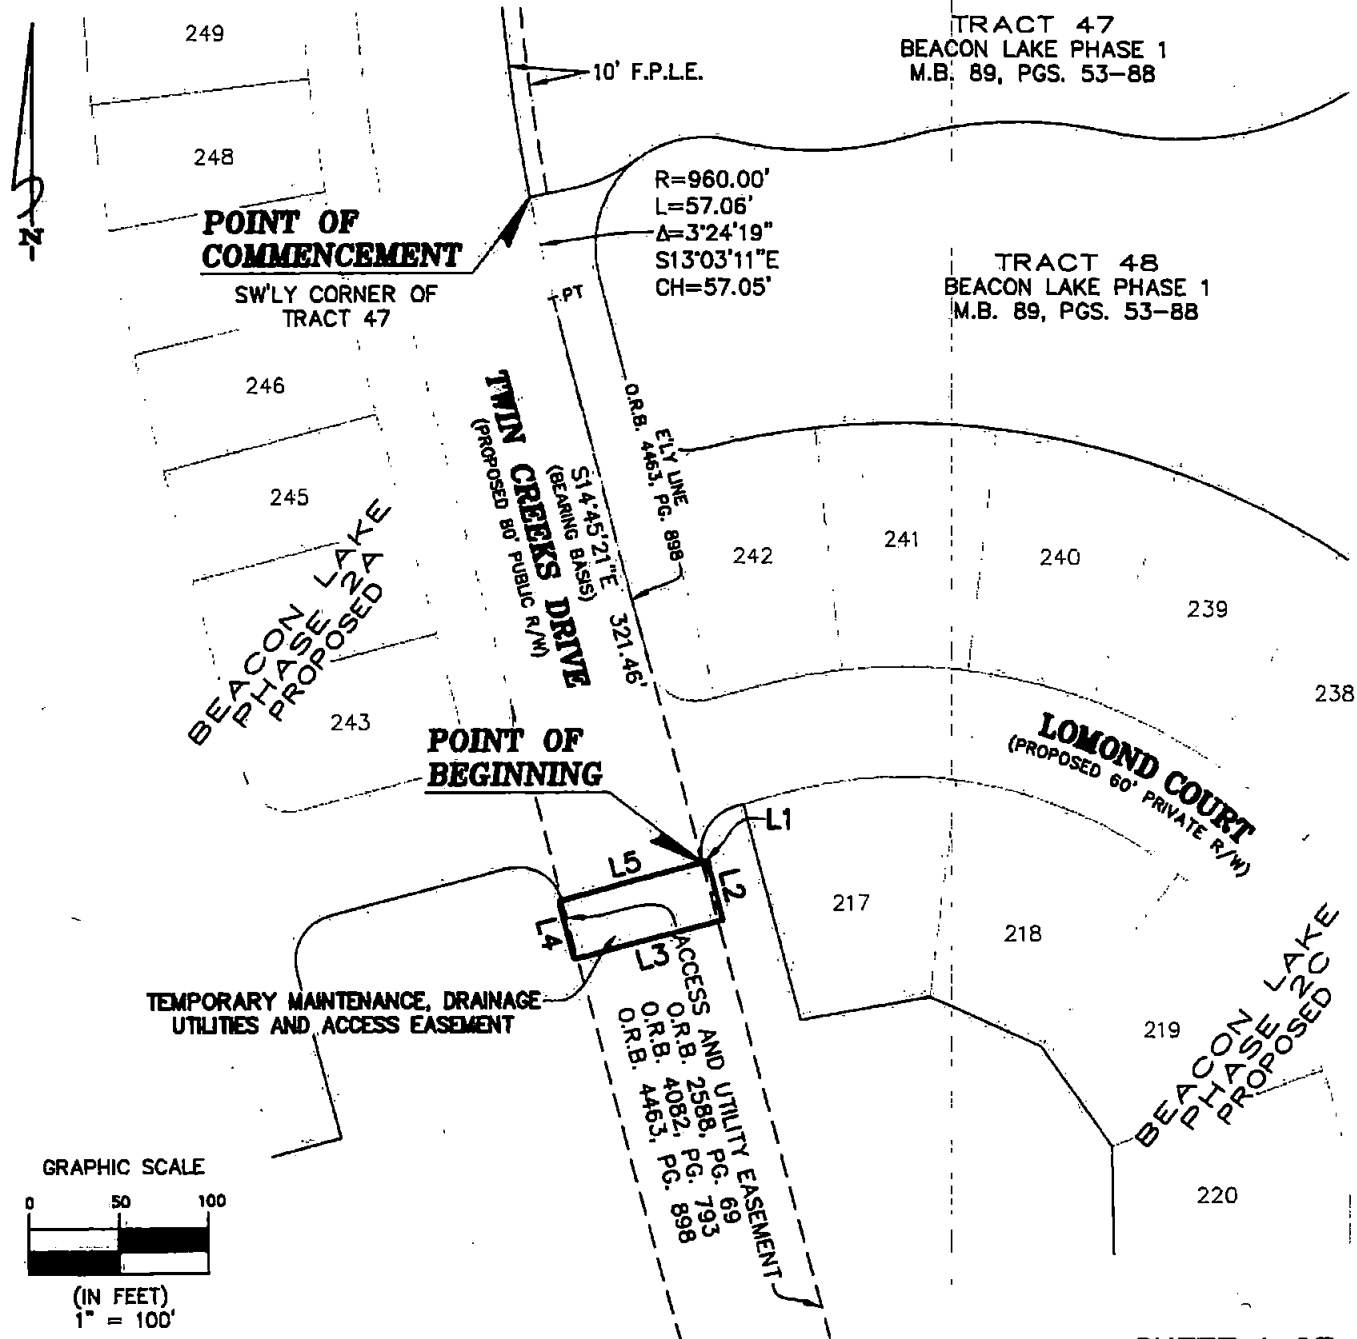 TRACT 47
BEACON LAKE PHASE 1
M.B. 89, PGS. 53-88
249
10' F.P.L.E.
248
N
POINT OF
COMMENCEMENT
SW'LY CORNER OF
TRACT 47
R=960.00'
L=57.06'
Δ=3°24'19"
S13°03'11"E
CH=57.05'
TRACT 48
BEACON LAKE PHASE 1
M.B. 89, PGS. 53-88
PT
246
245
243
BEACON LAKE
PHASE 2A
PROPOSED
TWIN CREEKS DRIVE
(PROPOSED 80' PUBLIC R/W)
S14°45'21"E 321.46'
(BEARING BASIS)
E'LY LINE
O.R.B. 4463, PG. 898
242
241
240
239
238
LOMOND COURT
(PROPOSED 60' PRIVATE R/W)
POINT OF
BEGINNING
L1
L2
L3
L4
L5
217
218
219
220
BEACON LAKE
PHASE 2C
PROPOSED
TEMPORARY MAINTENANCE, DRAINAGE
UTILITIES AND ACCESS EASEMENT
ACCESS AND UTILITY EASEMENT
O.R.B. 2588, PG. 69
O.R.B. 4082, PG. 793
O.R.B. 4463, PG. 898
GRAPHIC SCALE
0 50 100
(IN FEET)
1" = 100'